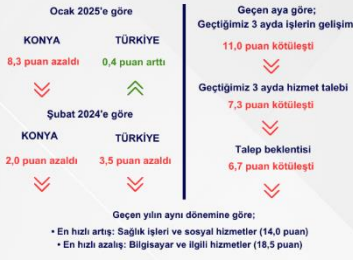 Ocak 2025'e göre
KONYA
TÜRKİYE
8,3 puan azaldı
0,4 puan arttı
Şubat 2024'e göre
KONYA
TÜRKİYE
2,0 puan azaldı
3,5 puan azaldı
Geçen aya göre;
Geçtiğimiz 3 ayda işlerin gelişim
11,0 puan kötüleşti
Geçtiğimiz 3 ayda hizmet talebi
7,3 puan kötüleşti
Talep beklentisi
6,7 puan kötüleşti
Geçen yılın aynı dönemine göre;
• En hızlı artış: Sağlık işleri ve sosyal hizmetler (14,0 puan)
• En hızlı azalış: Bilgisayar ve ilgili hizmetler (18,5 puan)